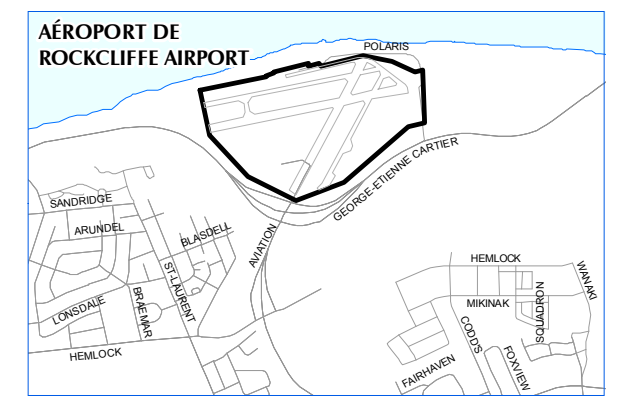 AÉROPORT DE
ROCKCLIFFE AIRPORT
POLARIS
GEORGE-ETIENNE CARTIER
SANDRIDGE
ARUNDEL
BLASDELL
AVIATION
ST-LAURENT
LONSDALE
BRAEMAR
HEMLOCK
HEMLOCK
WANAKI
MIKINAK
SQUADRON
CODD'S
FOXVIEW
FAIRHAVEN